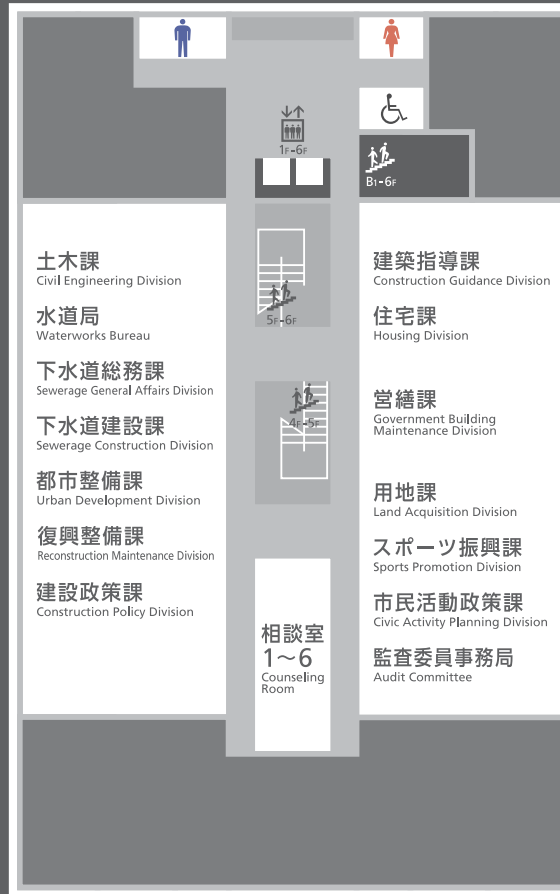 1F-6F
B1-6F
5F-6F
4F-5F
土木課
Civil Engineering Division
水道局
Waterworks Bureau
下水道総務課
Sewerage General Affairs Division
下水道建設課
Sewerage Construction Division
都市整備課
Urban Development Division
復興整備課
Reconstruction Maintenance Division
建設政策課
Construction Policy Division
相談室
1〜6
Counseling
Room
建築指導課
Construction Guidance Division
住宅課
Housing Division
営繕課
Government Building
Maintenance Division
用地課
Land Acquisition Division
スポーツ振興課
Sports Promotion Division
市民活動政策課
Civic Activity Planning Division
監査委員事務局
Audit Committee